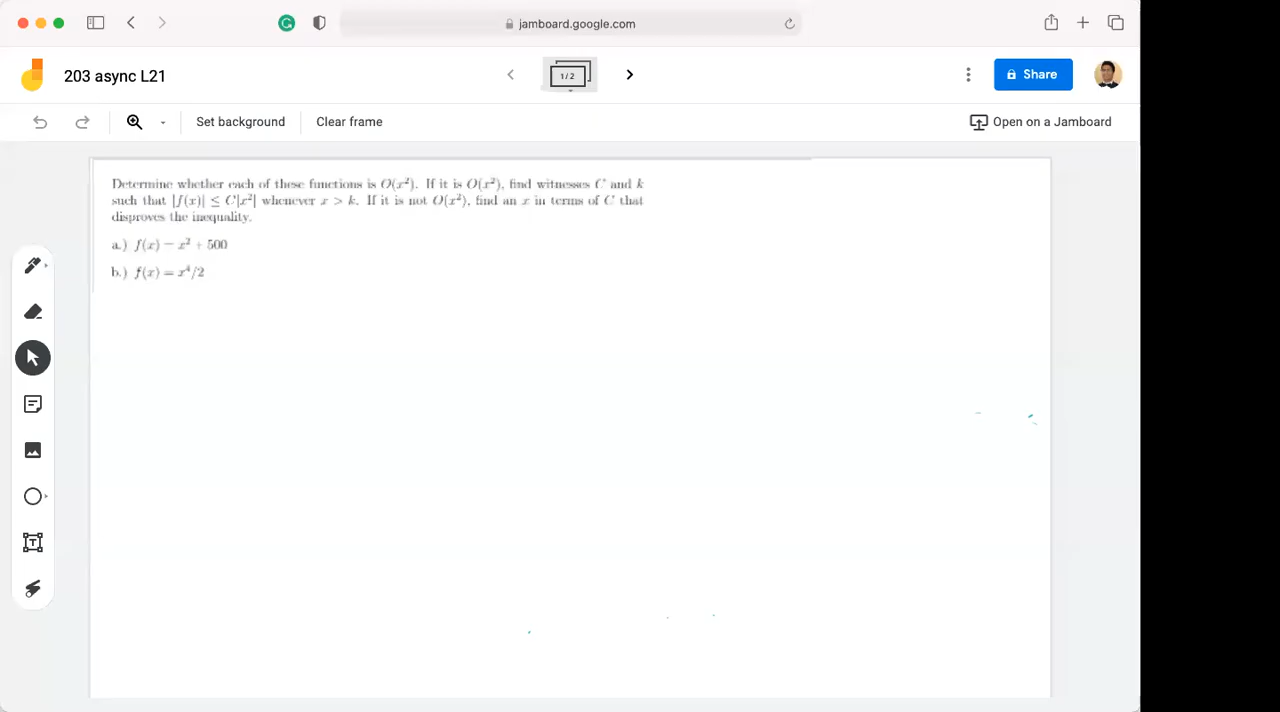 jamboard.google.com
203 async L21
1/2
Share
Set background
Clear frame
Open on a Jamboard
Determine whether each of these functions is O(x²). If it is O(x²), find witnesses C and k
such that |f(x)| ≤ C|x²| whenever x > k. If it is not O(x²), find an x in terms of C that
disproves the inequality.
a.) f(x) = x² + 500
b.) f(x) = x⁴/2